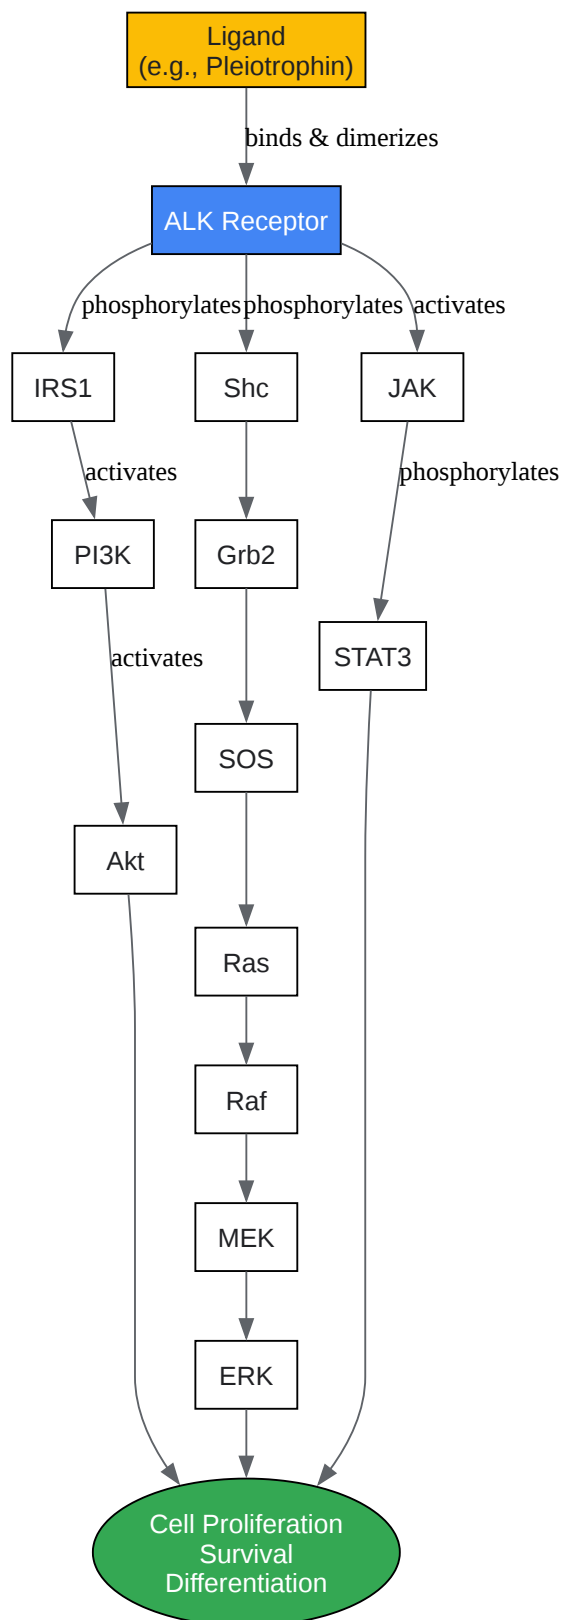 Ligand
(e.g., Pleiotrophin)
binds & dimerizes
ALK Receptor
phosphorylates
phosphorylates
activates
IRS1
Shc
JAK
activates
phosphorylates
PI3K
Grb2
activates
STAT3
SOS
Akt
Ras
Raf
MEK
ERK
Cell Proliferation
Survival
Differentiation